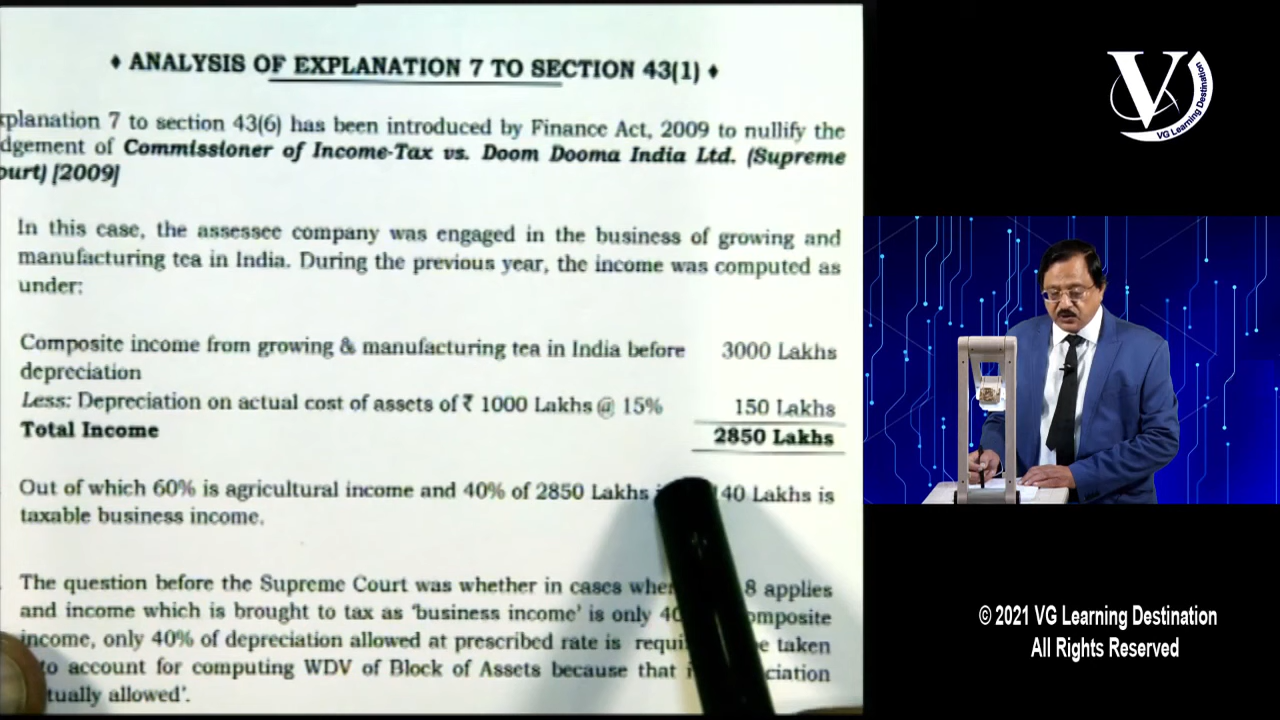 ♦ ANALYSIS OF EXPLANATION 7 TO SECTION 43(1) ♦
xplanation 7 to section 43(6) has been introduced by Finance Act, 2009 to nullify the
dgement of Commissioner of Income-Tax vs. Doom Dooma India Ltd. (Supreme
ourt) [2009]
In this case, the assessee company was engaged in the business of growing and
manufacturing tea in India. During the previous year, the income was computed as
under:
Composite income from growing & manufacturing tea in India before 3000 Lakhs
depreciation
Less: Depreciation on actual cost of assets of ₹ 1000 Lakhs @ 15% 150 Lakhs
Total Income 2850 Lakhs
Out of which 60% is agricultural income and 40% of 2850 Lakhs 40 Lakhs is
taxable business income.
The question before the Supreme Court was whether in cases 8 applies
and income which is brought to tax as 'business income' is only
income, only 40% of depreciation allowed at prescribed rate is taken
account for computing WDV of Block of Assets because that
tually allowed'.
V
VG Learning Destination
© 2021 VG Learning Destination
All Rights Reserved